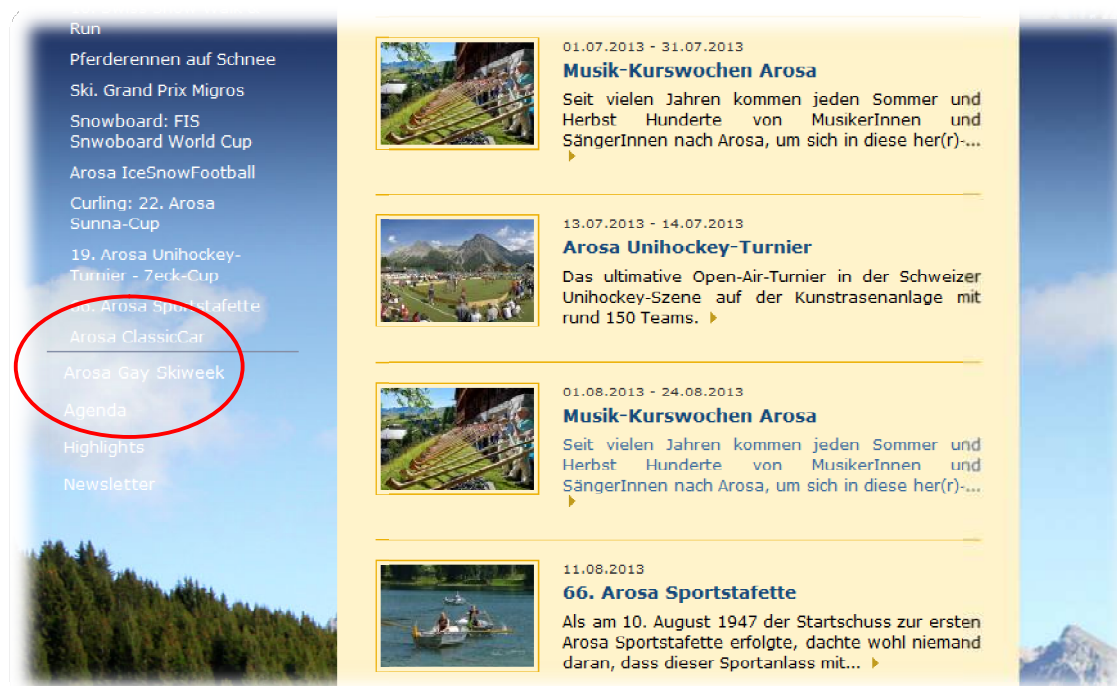 Run
Pferderennen auf Schnee
Ski. Grand Prix Migros
Snowboard: FIS
Snwoboard World Cup
Arosa IceSnowFootball
Curling: 22. Arosa
Sunna-Cup
19. Arosa Unihockey-
Turnier - 7eck-Cup
66. Arosa Sportstafette
Arosa ClassicCar
Arosa Gay Skiweek
Agenda
Highlights
Newsletter
01.07.2013 - 31.07.2013
Musik-Kurswochen Arosa
Seit vielen Jahren kommen jeden Sommer und
Herbst Hunderte von MusikerInnen und
SängerInnen nach Arosa, um sich in diese her(r)-...
13.07.2013 - 14.07.2013
Arosa Unihockey-Turnier
Das ultimative Open-Air-Turnier in der Schweizer
Unihockey-Szene auf der Kunstrasenanlage mit
rund 150 Teams.
01.08.2013 - 24.08.2013
Musik-Kurswochen Arosa
Seit vielen Jahren kommen jeden Sommer und
Herbst Hunderte von MusikerInnen und
SängerInnen nach Arosa, um sich in diese her(r)-...
11.08.2013
66. Arosa Sportstafette
Als am 10. August 1947 der Startschuss zur ersten
Arosa Sportstafette erfolgte, dachte wohl niemand
daran, dass dieser Sportanlass mit...